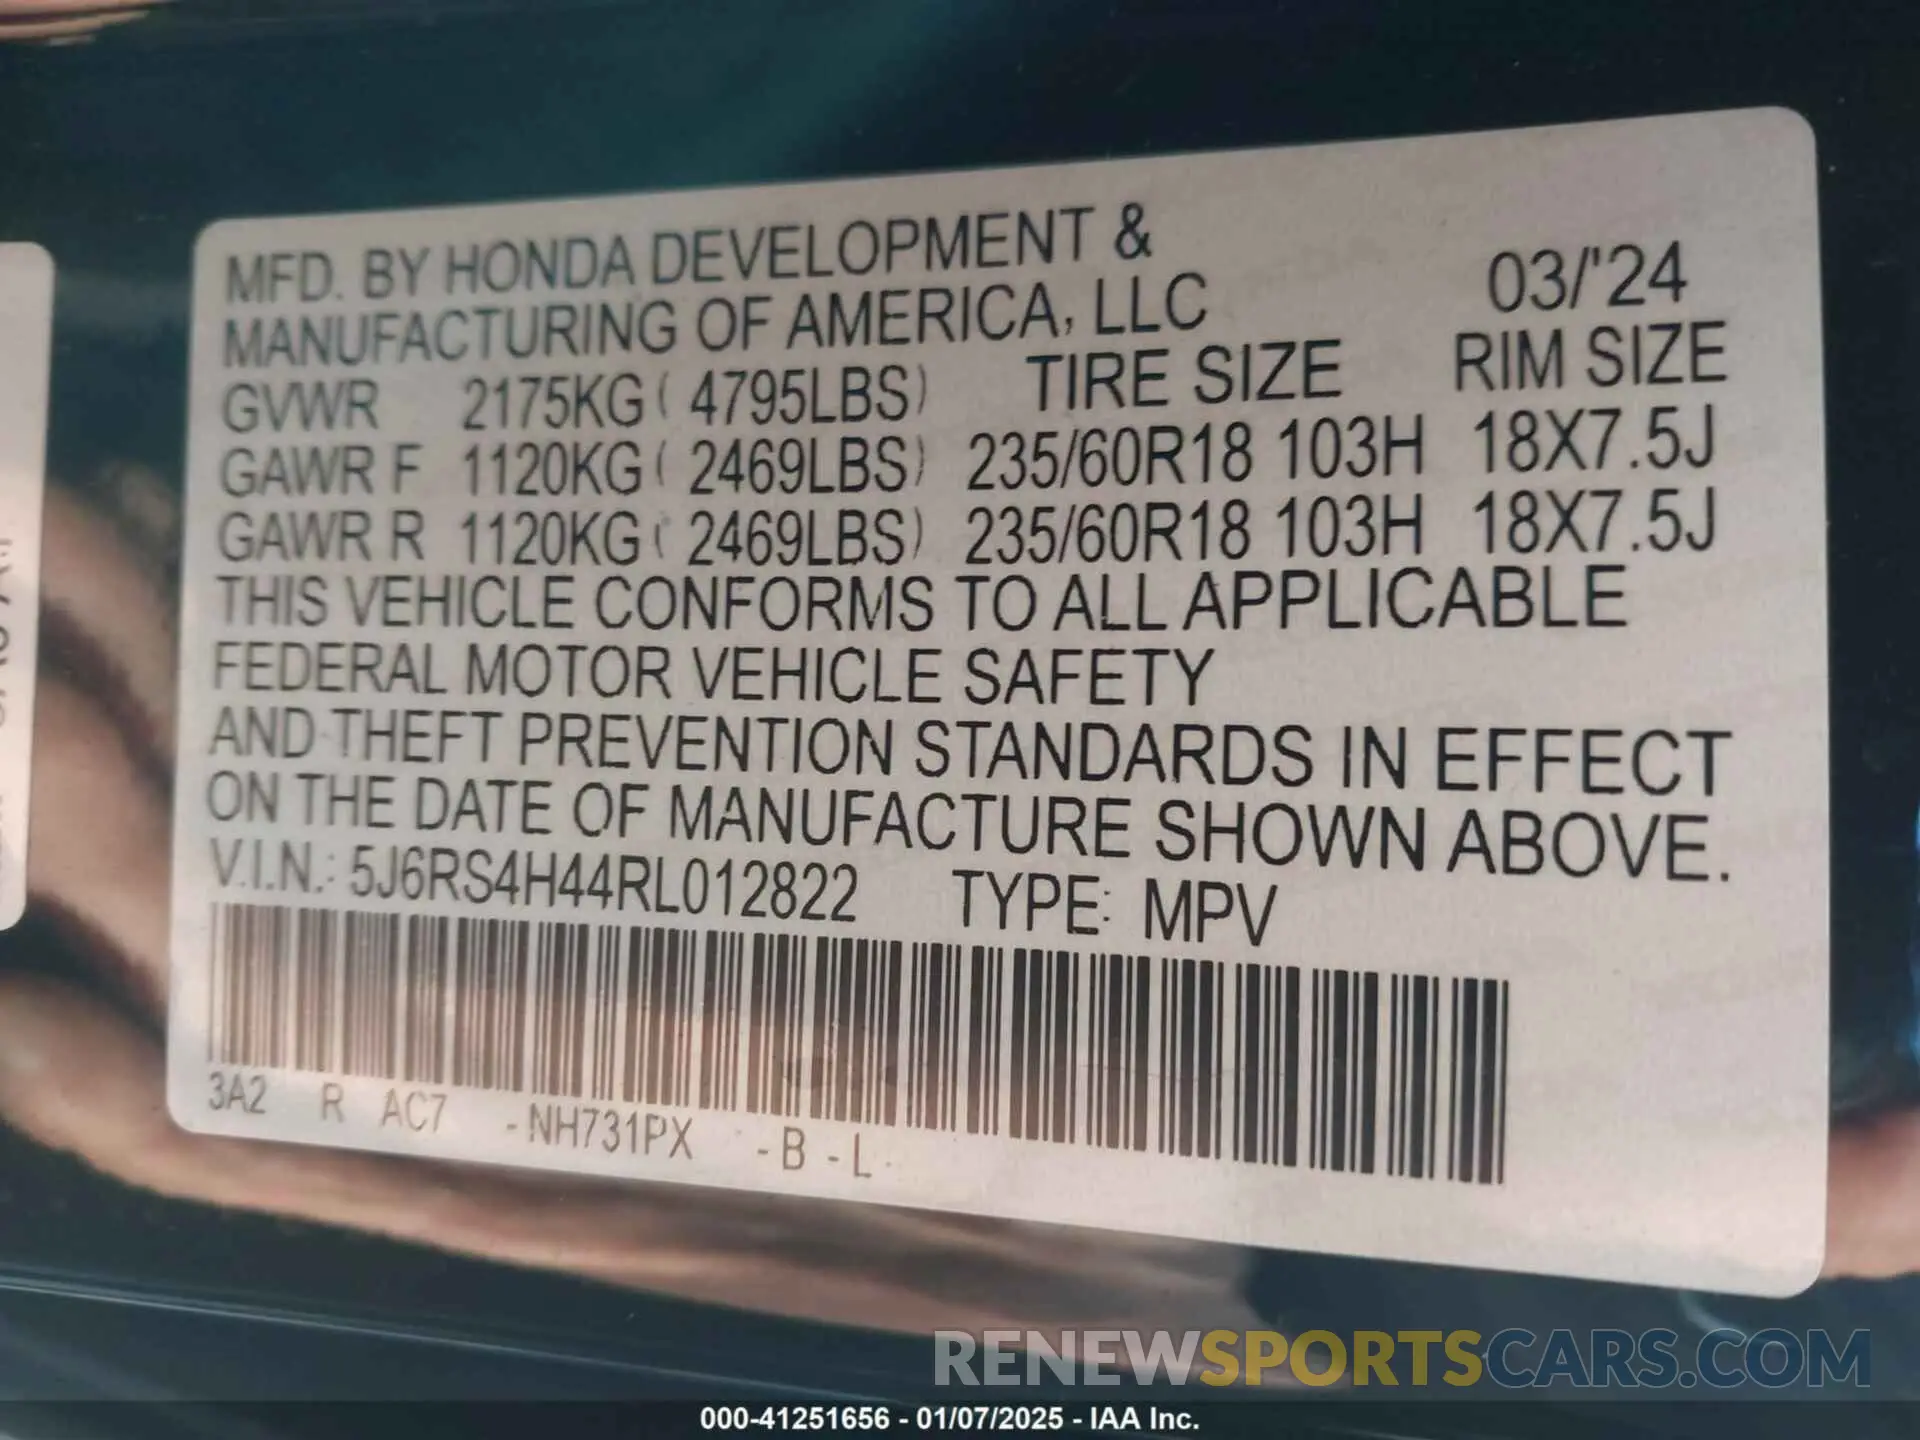 MFD. BY HONDA DEVELOPMENT &
MANUFACTURING OF AMERICA, LLC 03/'24
GVWR 2175KG( 4795LBS) TIRE SIZE RIM SIZE
GAWR F 1120KG( 2469LBS) 235/60R18 103H 18X7.5J
GAWR R 1120KG( 2469LBS) 235/60R18 103H 18X7.5J
THIS VEHICLE CONFORMS TO ALL APPLICABLE
FEDERAL MOTOR VEHICLE SAFETY
AND THEFT PREVENTION STANDARDS IN EFFECT
ON THE DATE OF MANUFACTURE SHOWN ABOVE.
V.I.N.: 5J6RS4H44RL012822 TYPE: MPV
3A2 R AC7 -NH731PX -B -L
RENEWSPORTSCARS.COM
000-41251656 - 01/07/2025 - IAA Inc.